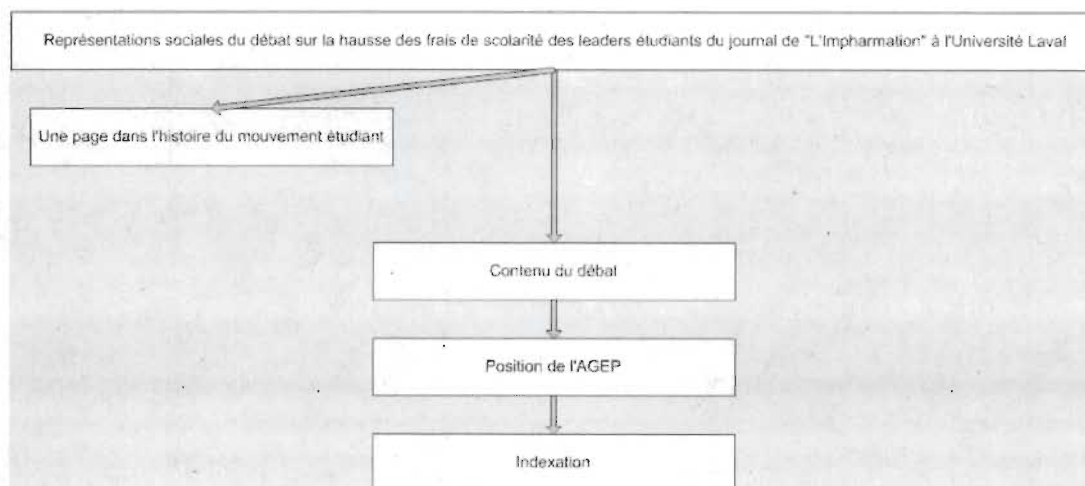 Représentations sociales du débat sur la hausse des frais de scolarité des leaders étudiants du journal de "L'Impharmation" à l'Université Laval
Une page dans l'histoire du mouvement étudiant
Contenu du débat
Position de l'AGEP
Indexation